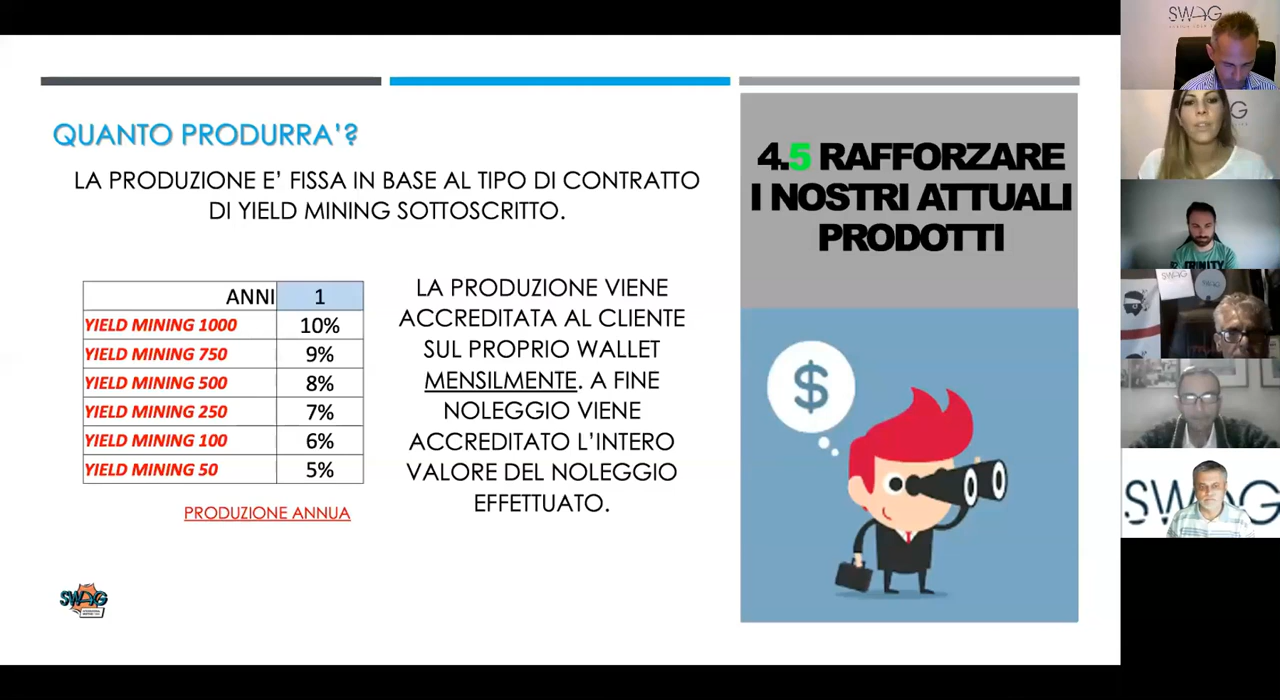 QUANTO PRODURRA'?
LA PRODUZIONE E' FISSA IN BASE AL TIPO DI CONTRATTO
DI YIELD MINING SOTTOSCRITTO.
ANNI 1
YIELD MINING 1000 10%
YIELD MINING 750 9%
YIELD MINING 500 8%
YIELD MINING 250 7%
YIELD MINING 100 6%
YIELD MINING 50 5%
PRODUZIONE ANNUA
LA PRODUZIONE VIENE
ACCREDITATA AL CLIENTE
SUL PROPRIO WALLET
MENSILMENTE. A FINE
NOLEGGIO VIENE
ACCREDITATO L'INTERO
VALORE DEL NOLEGGIO
EFFETTUATO.
4.5 RAFFORZARE
I NOSTRI ATTUALI
PRODOTTI
$
SWAG
SWAG
TRINITY
SWAG
SWAG